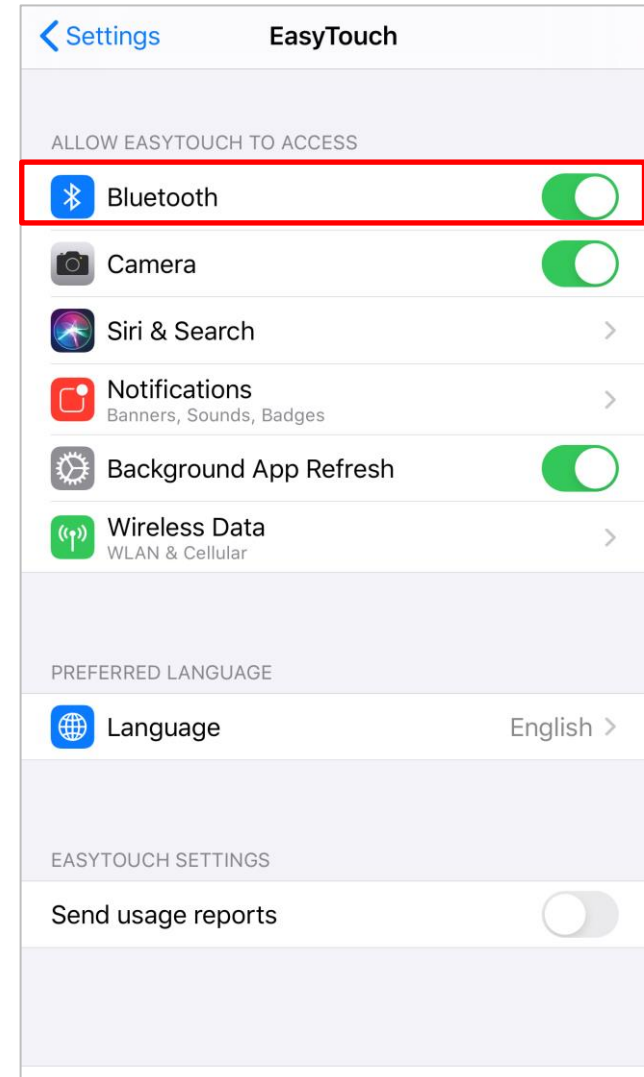 Settings EasyTouch
ALLOW EASYTOUCH TO ACCESS
Bluetooth
Camera
Siri & Search
Notifications
Banners, Sounds, Badges
Background App Refresh
Wireless Data
WLAN & Cellular
PREFERRED LANGUAGE
Language English
EASYTOUCH SETTINGS
Send usage reports